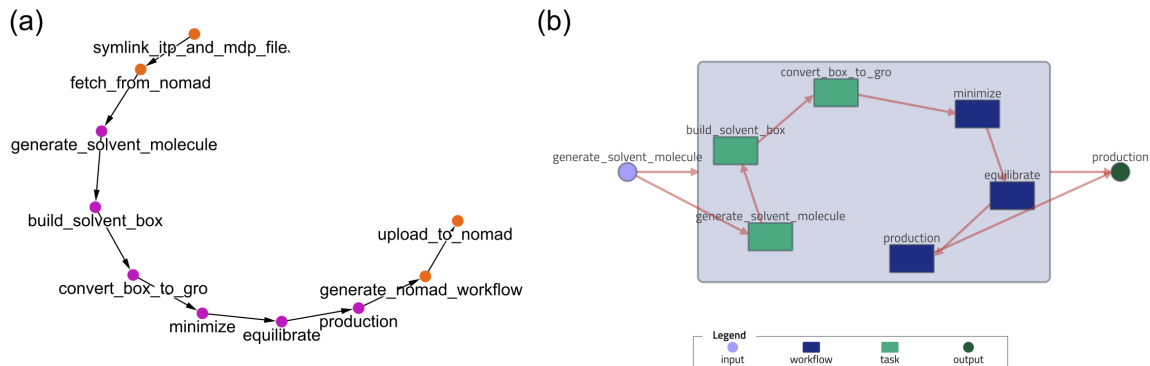 (a)
symlink_itp_and_mdp_file.
fetch_from_nomad
generate_solvent_molecule
build_solvent_box
convert_box_to_gro
minimize
equilibrate
production
generate_nomad_workflow
upload_to_nomad
(b)
convert_box_to_gro
minimize
build_solvent_box
generate_solvent_molecule
production
equilibrate
generate_solvent_molecule
production
Legend
input
workflow
task
output